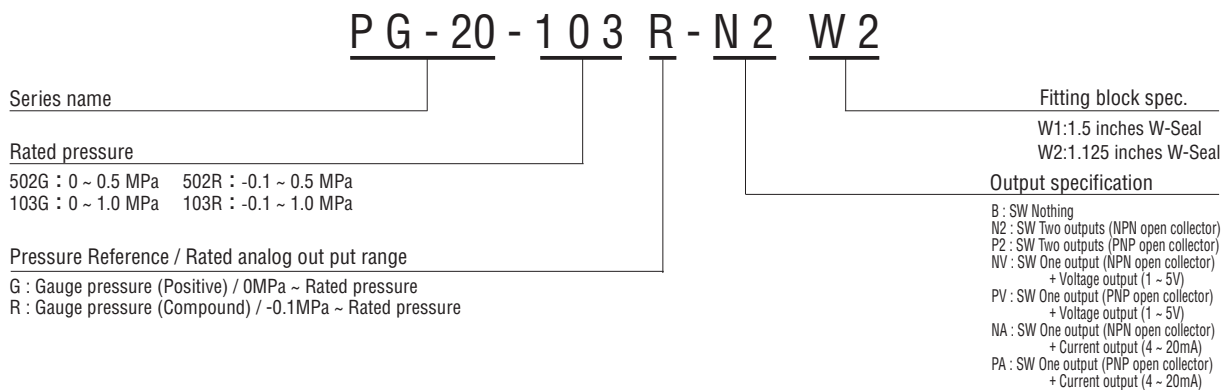 PG-20-103R-N2 W2
Series name
Rated pressure
502G：0 ~ 0.5 MPa 502R：-0.1 ~ 0.5 MPa
103G：0 ~ 1.0 MPa 103R：-0.1 ~ 1.0 MPa
Pressure Reference / Rated analog out put range
G : Gauge pressure (Positive) / 0MPa ~ Rated pressure
R : Gauge pressure (Compound) / -0.1MPa ~ Rated pressure
Fitting block spec.
W1:1.5 inches W-Seal
W2:1.125 inches W-Seal
Output specification
B : SW Nothing
N2 : SW Two outputs (NPN open collector)
P2 : SW Two outputs (PNP open collector)
NV : SW One output (NPN open collector)
+ Voltage output (1 ~ 5V)
PV : SW One output (PNP open collector)
+ Voltage output (1 ~ 5V)
NA : SW One output (NPN open collector)
+ Current output (4 ~ 20mA)
PA : SW One output (PNP open collector)
+ Current output (4 ~ 20mA)